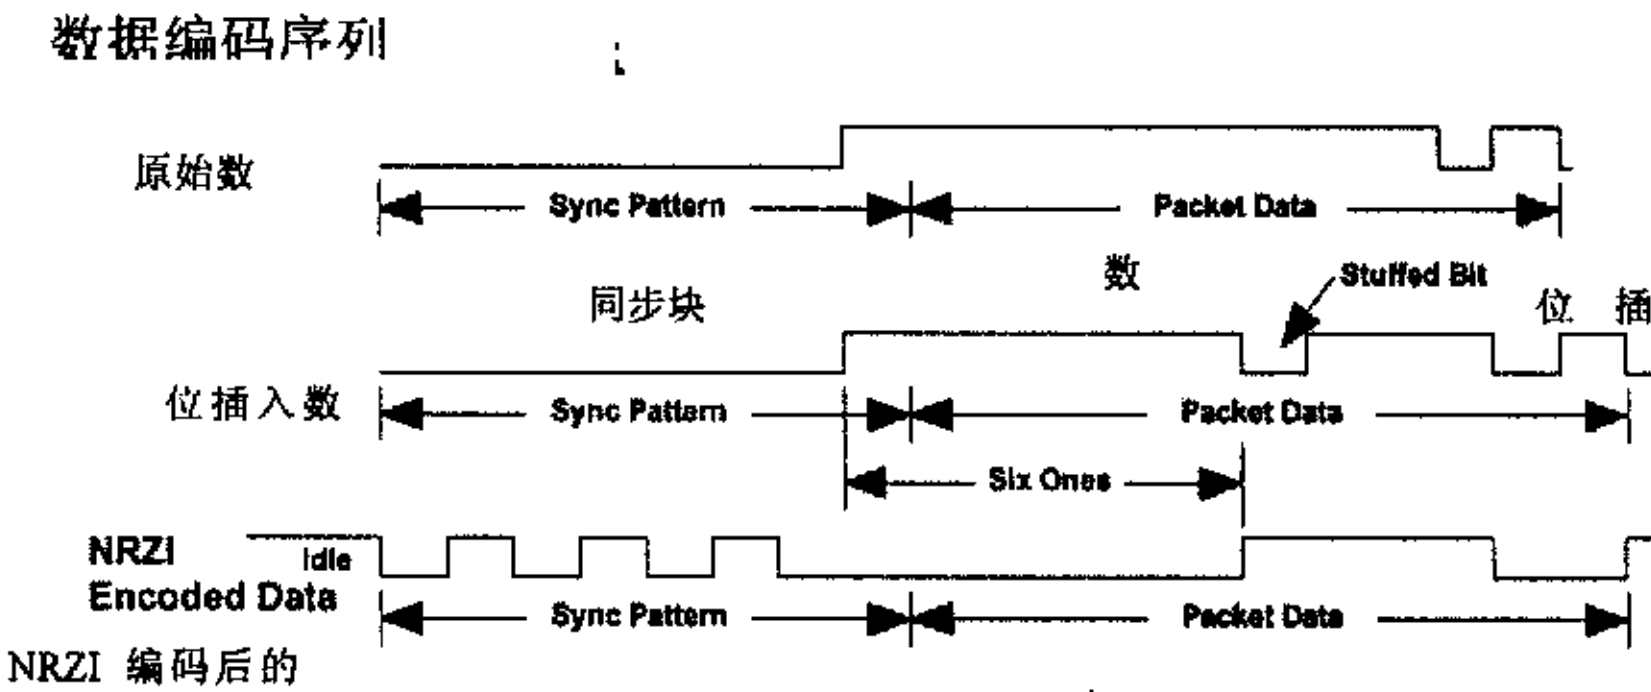 数据编码序列
原始数
Sync Pattern
Packet Data
数
Stuffed Bit
同步块
位 插
位插入数
Sync Pattern
Packet Data
Six Ones
NRZI
Idle
Encoded Data
Sync Pattern
Packet Data
NRZI 编码后的